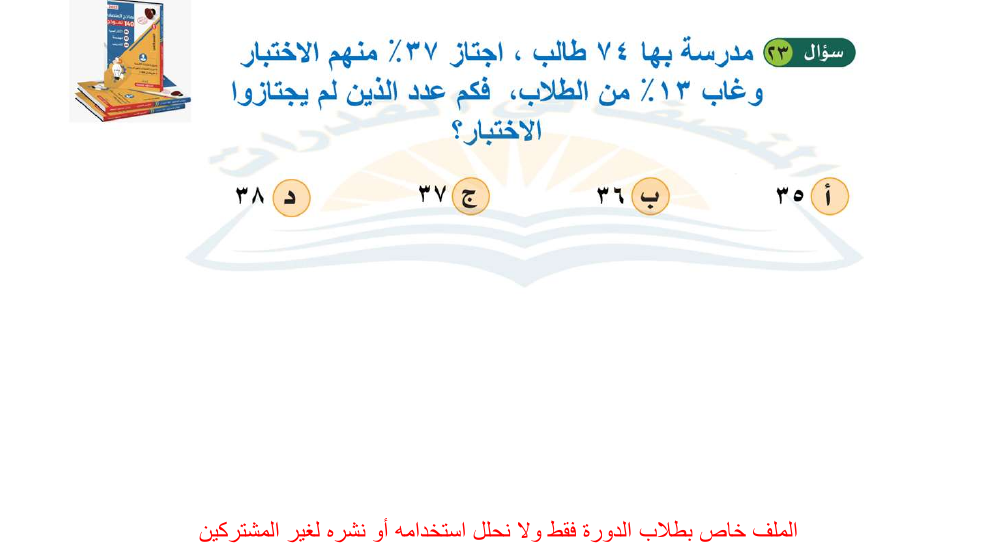 سؤال ٢٣ مدرسة بها ٧٤ طالب ، اجتاز ٣٧٪ منهم الاختبار
وغاب ١٣٪ من الطلاب، فكم عدد الذين لم يجتازوا
الاختبار؟
أ ٣٥ ب ٣٦ ج ٣٧ د ٣٨
الملف خاص بطلاب الدورة فقط ولا نحلل استخدامه أو نشره لغير المشتركين